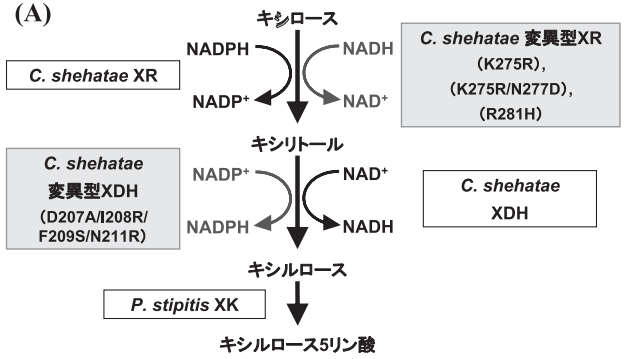 (A)
キシロース
NADPH
NADH
C. shehatae 変異型XR
（K275R），
（K275R/N277D），
（R281H）
C. shehatae XR
NADP+
NAD+
キシリトール
C. shehatae
変異型XDH
（D207A/I208R/
F209S/N211R）
NADP+
NAD+
C. shehatae
XDH
NADPH
NADH
キシルロース
P. stipitis XK
キシルロース5リン酸